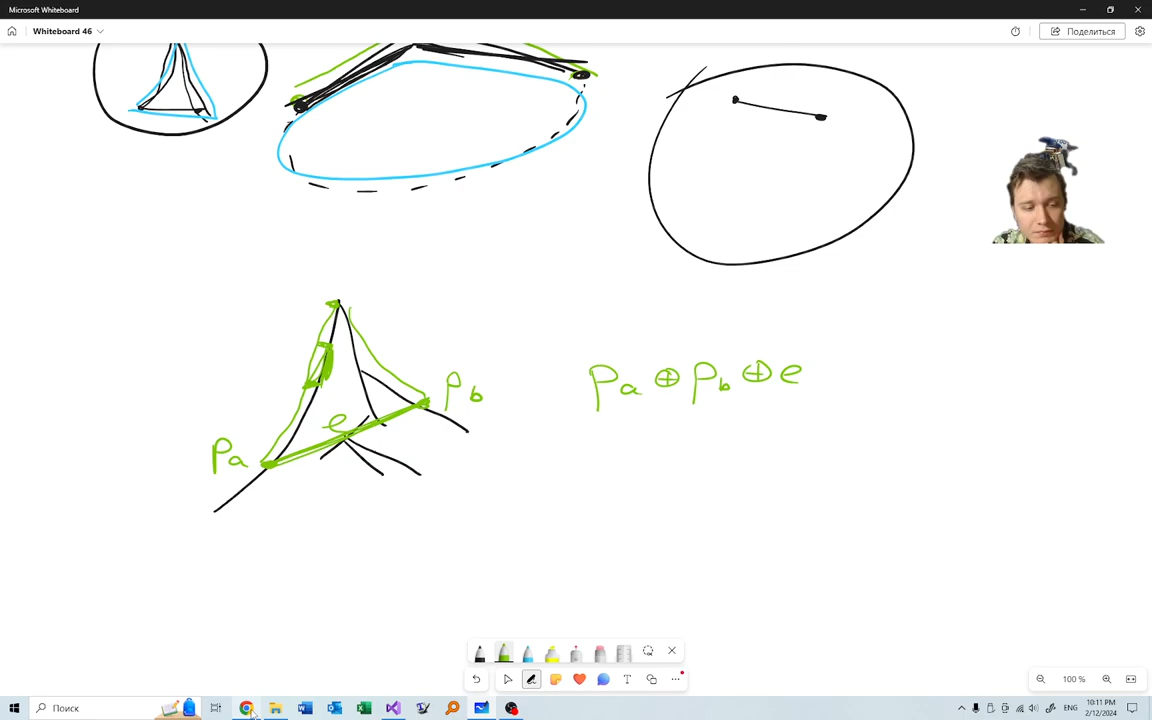 Microsoft Whiteboard
Whiteboard 46
Поделиться
Pa
e
Pb
Pa ⊕ Pb ⊕ e
100 %
Поиск
ENG
10:11 PM
2/12/2024